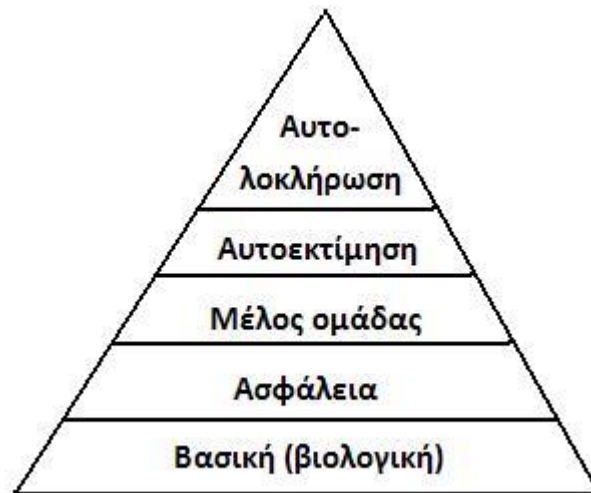 Αυτο-
λοκλήρωση
Αυτοεκτίμηση
Μέλος ομάδας
Ασφάλεια
Βασική (βιολογική)